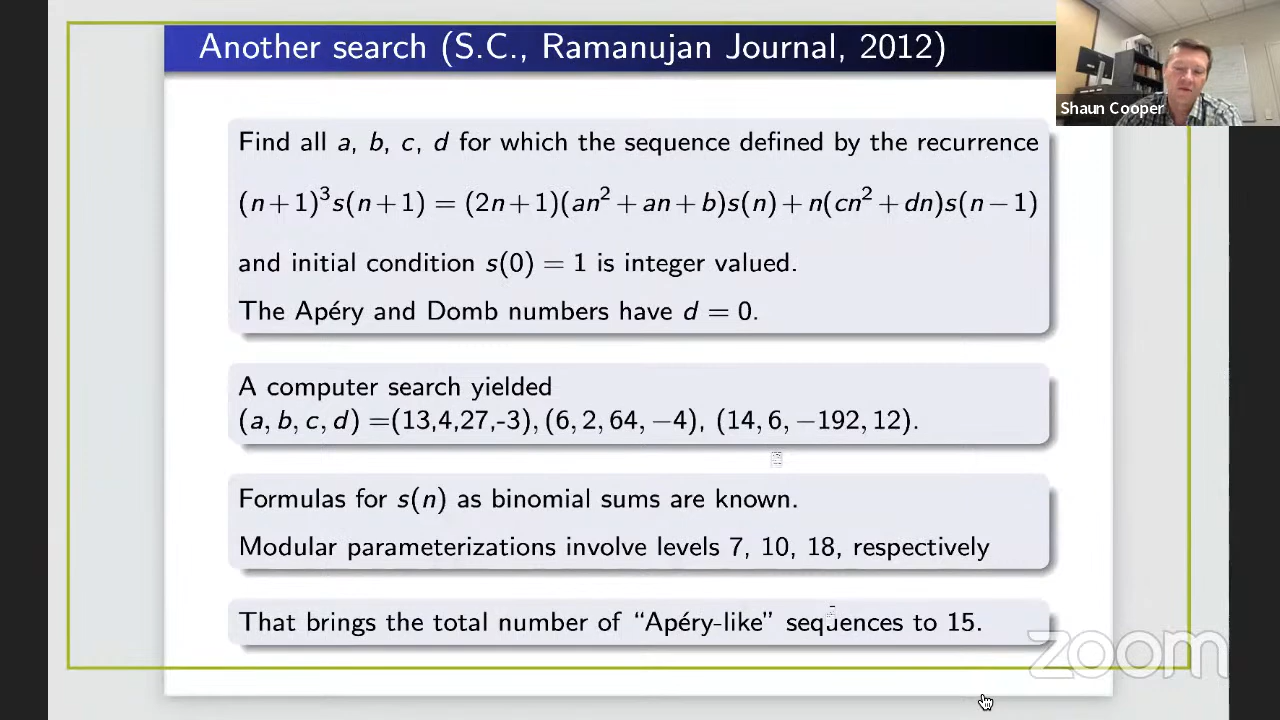 Another search (S.C., Ramanujan Journal, 2012)
Shaun Cooper
Find all a, b, c, d for which the sequence defined by the recurrence
(n+1)³s(n+1) = (2n+1)(an²+an+b)s(n)+n(cn²+dn)s(n−1)
and initial condition s(0) = 1 is integer valued.
The Apéry and Domb numbers have d = 0.
A computer search yielded
(a, b, c, d) =(13,4,27,-3), (6, 2, 64, −4), (14, 6, −192, 12).
Formulas for s(n) as binomial sums are known.
Modular parameterizations involve levels 7, 10, 18, respectively
That brings the total number of “Apéry-like” sequences to 15.
zoom